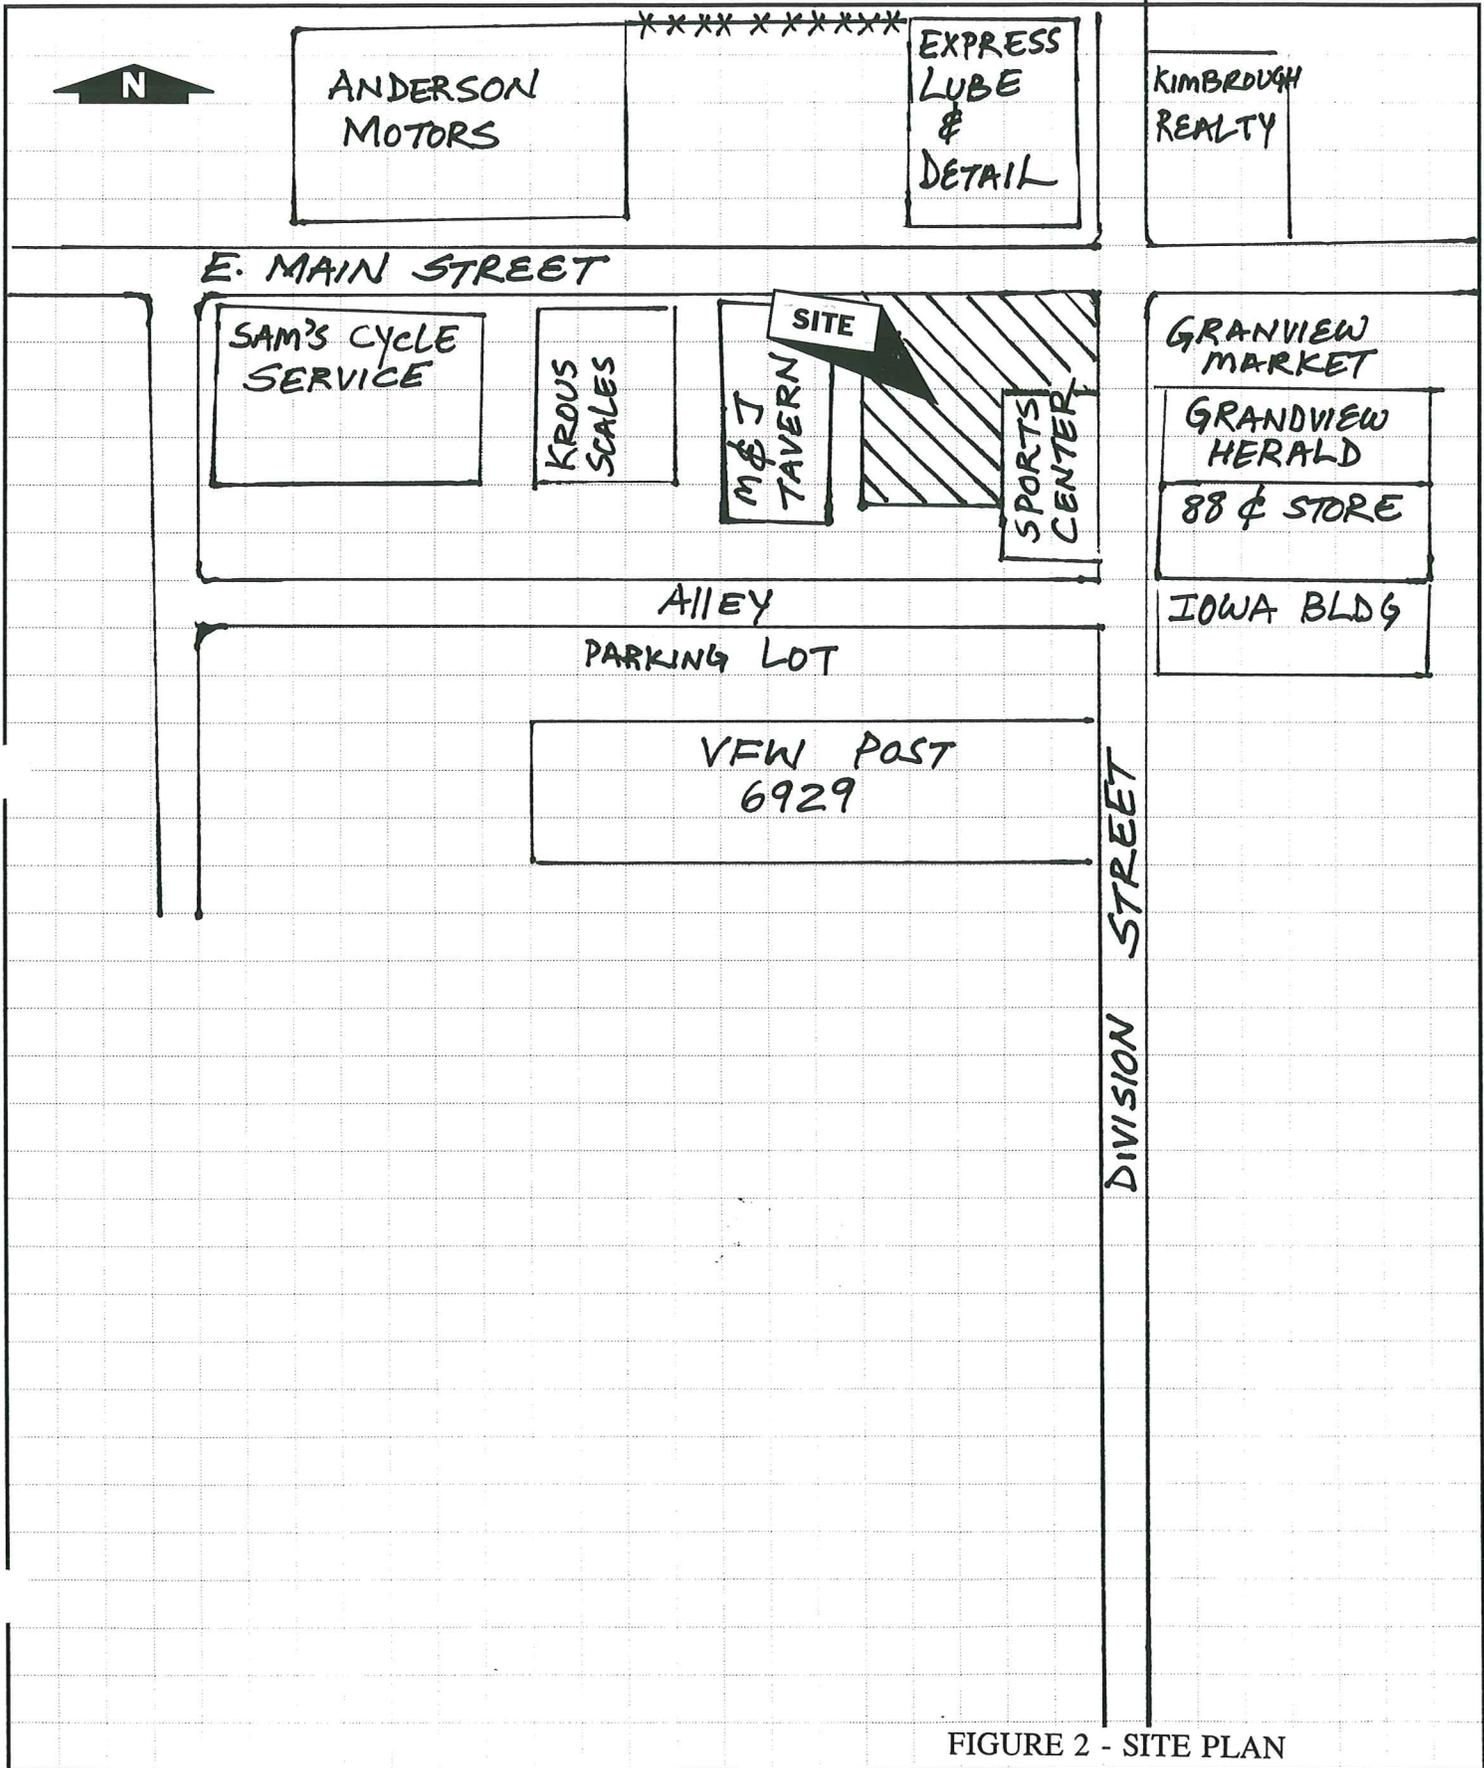 N
ANDERSON
MOTORS
EXPRESS
LUBE
&
DETAIL
KIMBROUGH
REALTY
E. MAIN STREET
SAM'S CYCLE
SERVICE
KROUS
SCALES
M & J
TAVERN
SITE
SPORTS
CENTER
GRANVIEW
MARKET
GRANDVIEW
HERALD
88 ¢ STORE
IOWA BLDG
AllEY
PARKING LOT
VFW POST
6929
DIVISION STREET
FIGURE 2 - SITE PLAN